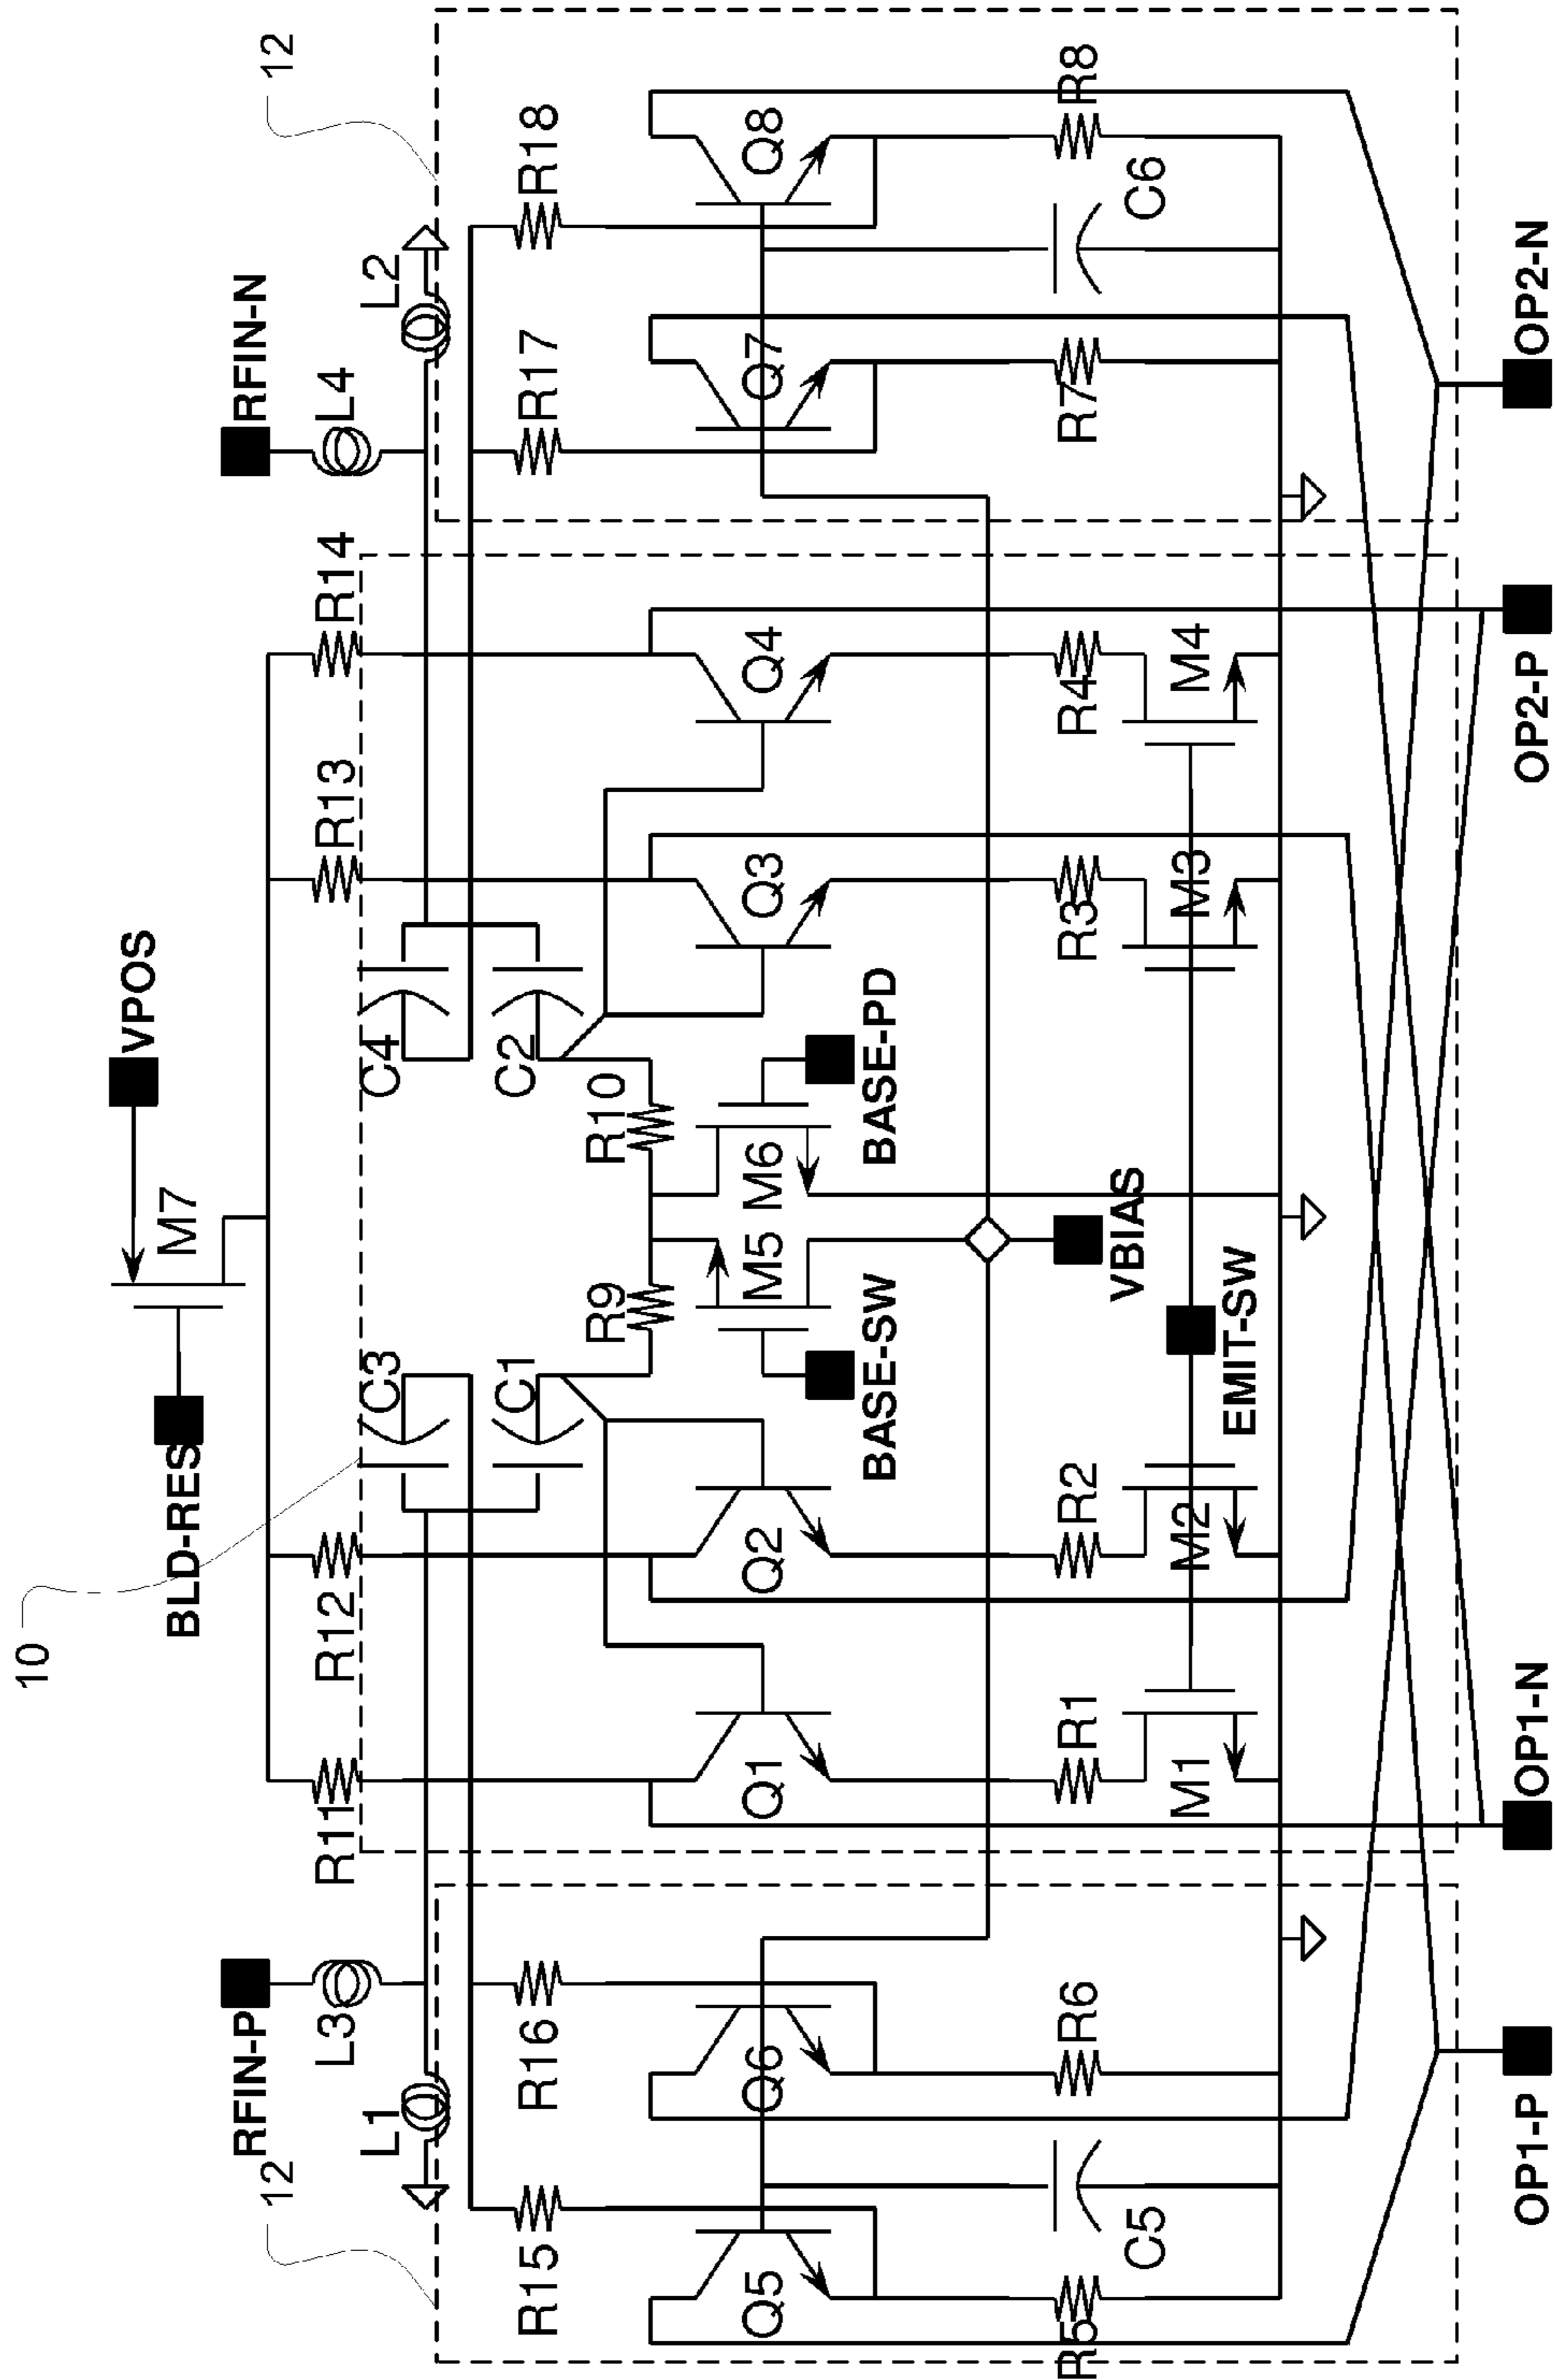 10
12
12
VPOS
BLD-RES
M7
RFIN-P
RFIN-N
L3
R11
R12
R13
R14
L4
L1
C3
C4
L2
R15
R16
C1
C2
R17
R18
R9
R10
Q5
Q6
Q1
Q2
M5
M6
Q3
Q4
Q7
Q8
BASE-SW
BASE-PD
R5
R6
R1
R2
VBIAS
R3
R4
R7
R8
C5
M1
M2
M3
M4
C6
EMIT-SW
OP1-P
OP1-N
OP2-P
OP2-N